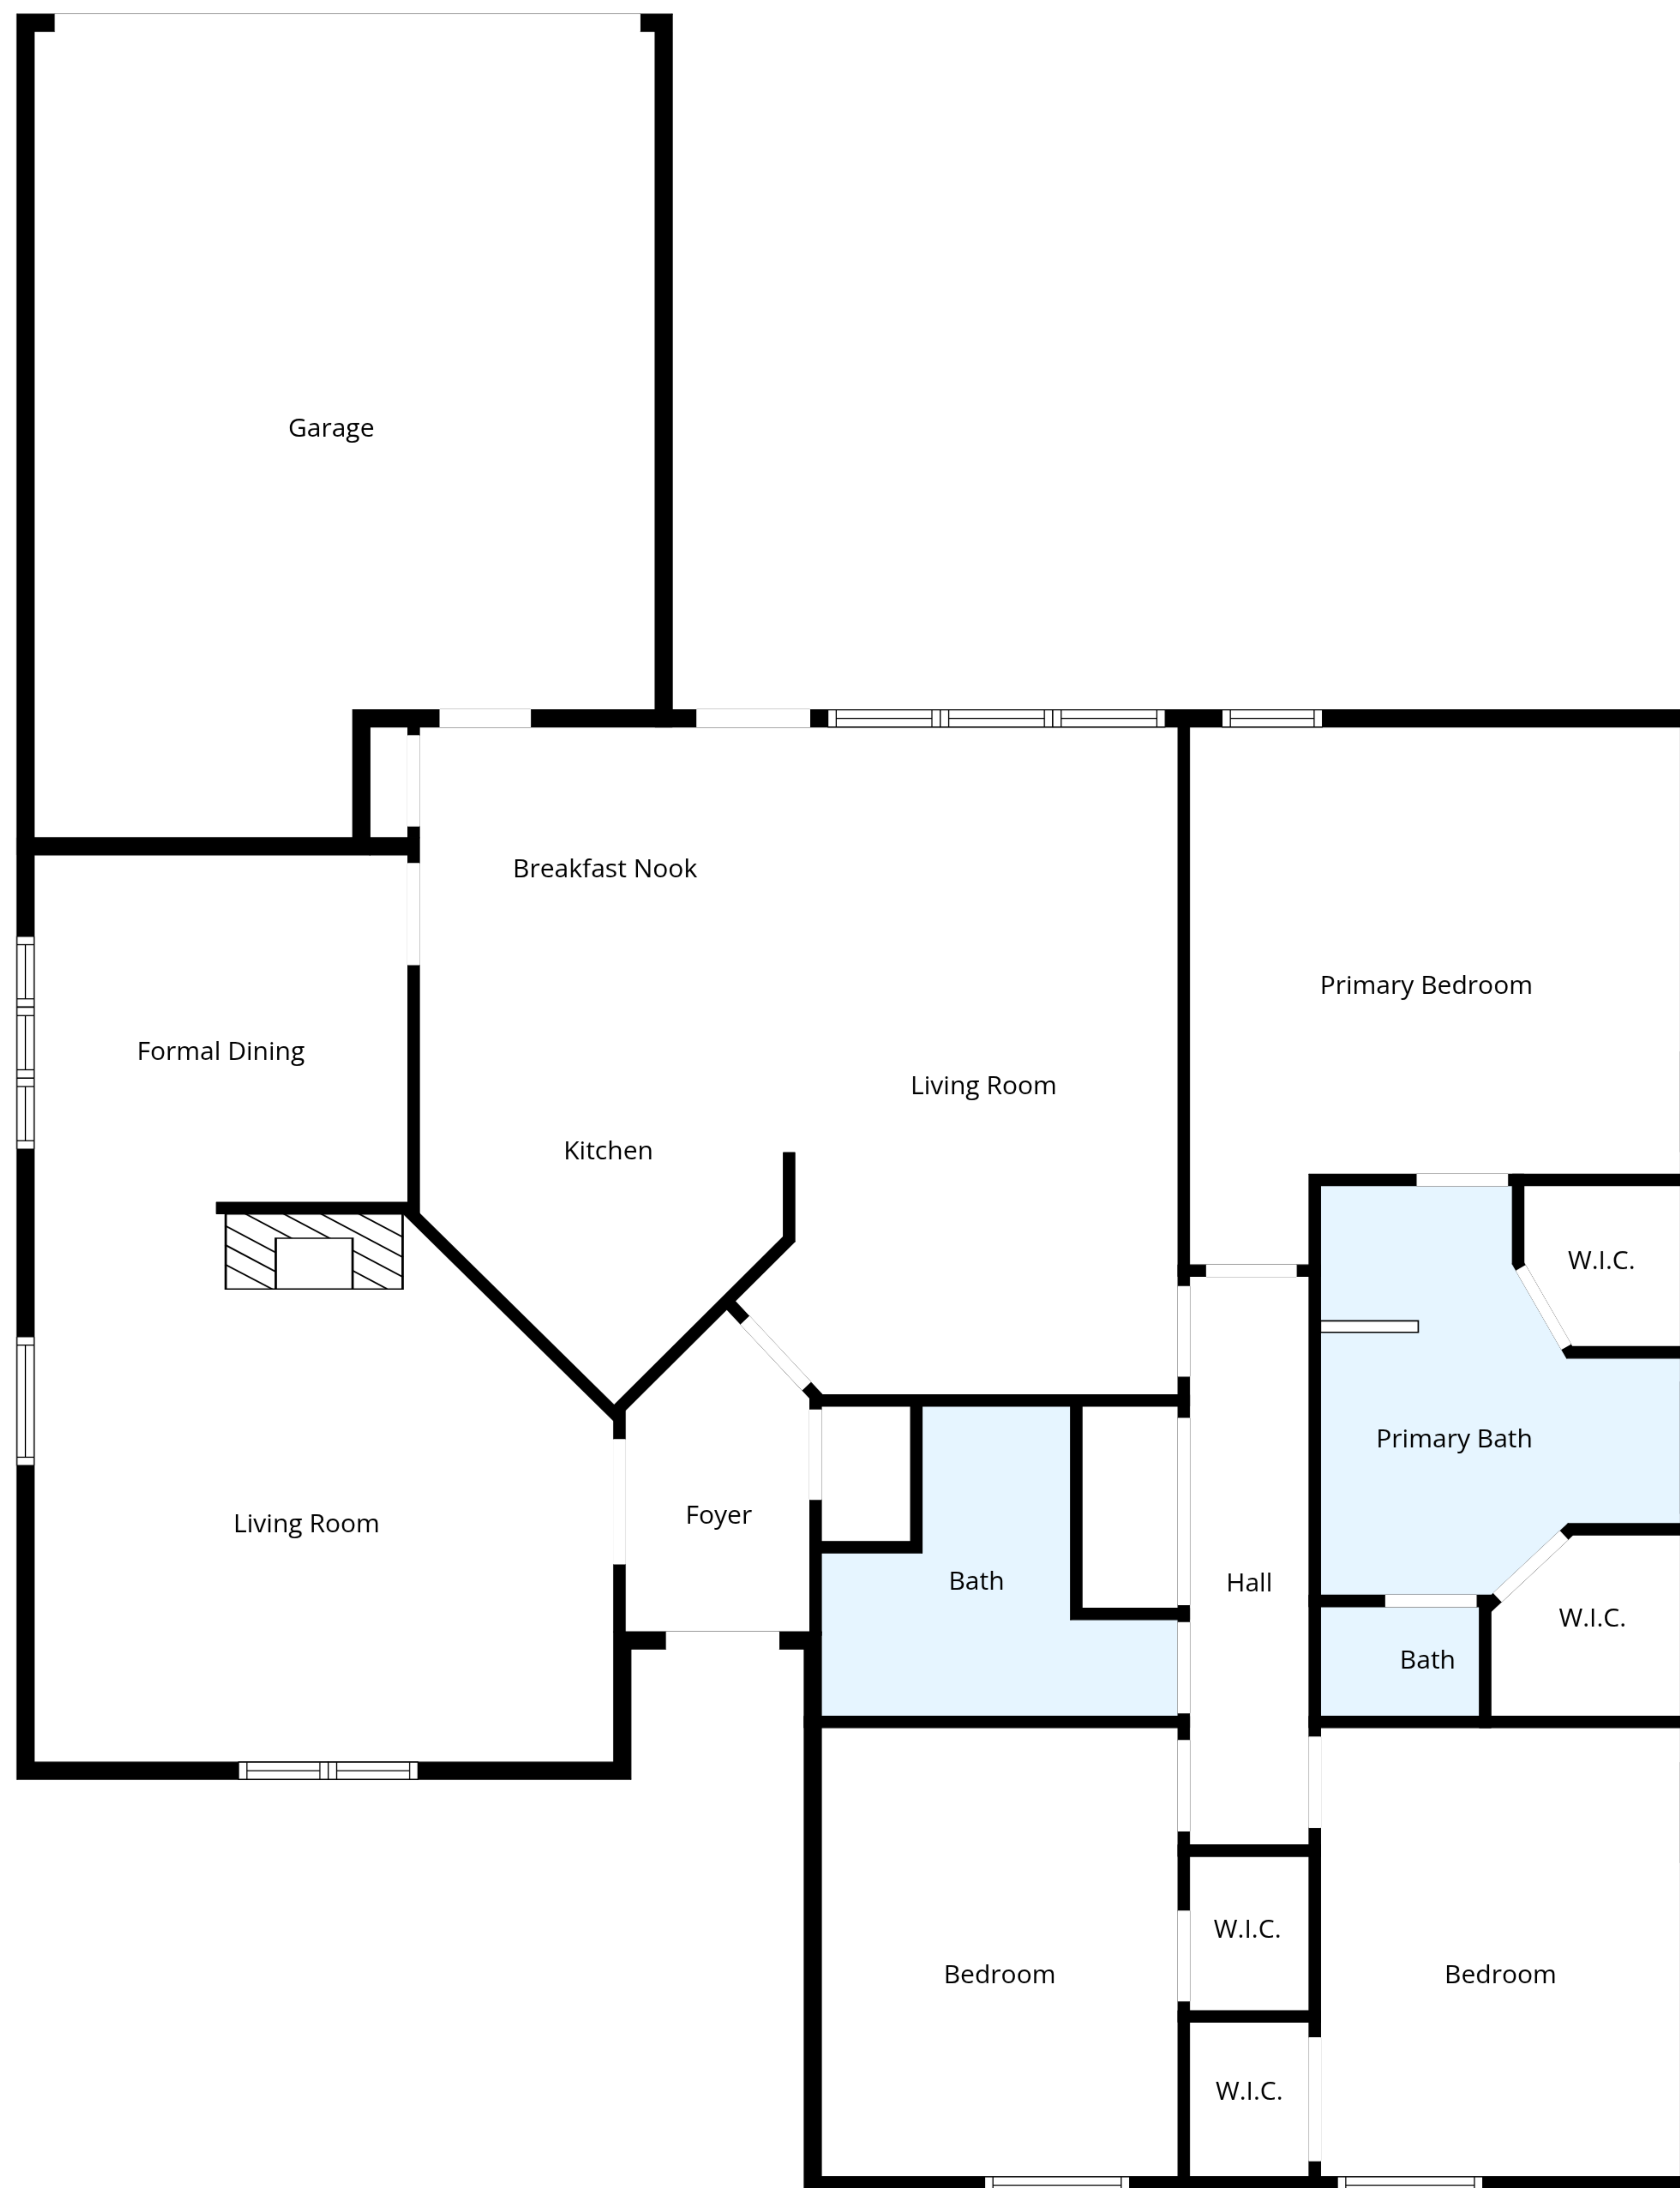 Garage
Breakfast Nook
Primary Bedroom
Formal Dining
Living Room
Kitchen
W.I.C.
Primary Bath
Living Room
Foyer
Bath
Hall
W.I.C.
Bath
W.I.C.
Bedroom
Bedroom
W.I.C.